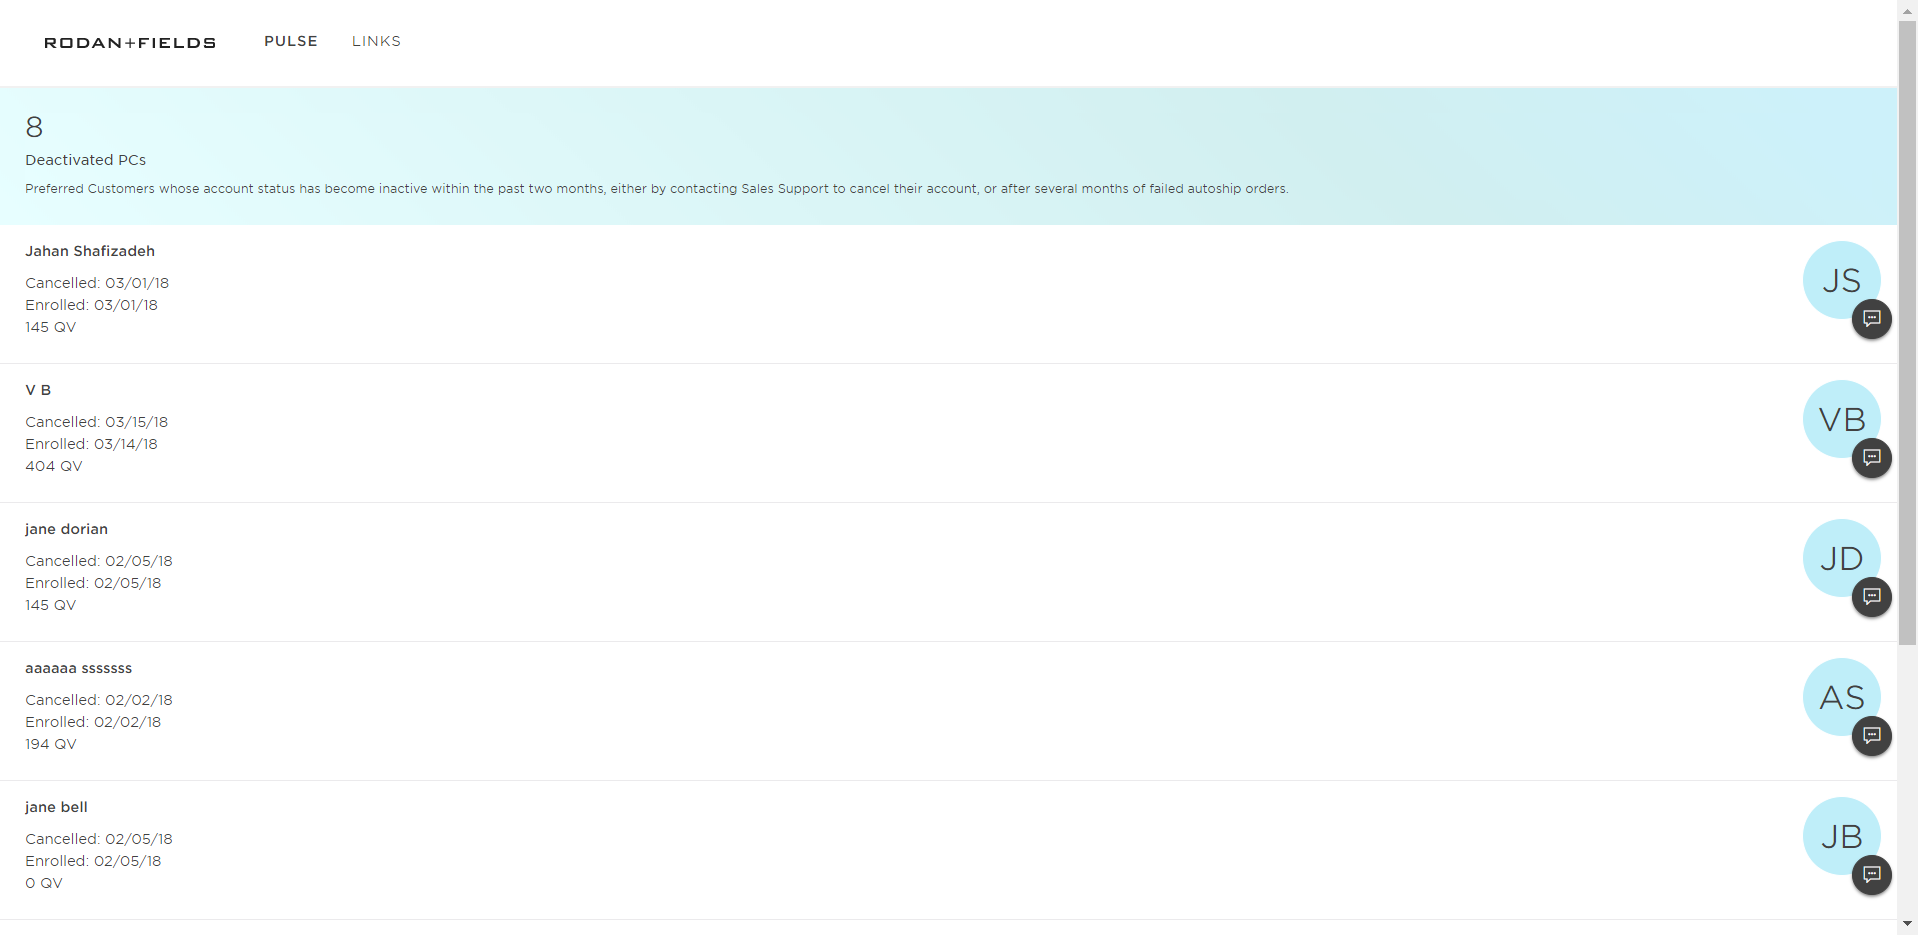 RODAN+FIELDS PULSE LINKS
8
Deactivated PCs
Preferred Customers whose account status has become inactive within the past two months, either by contacting Sales Support to cancel their account, or after several months of failed autoship orders.
Jahan Shafizadeh
Cancelled: 03/01/18
Enrolled: 03/01/18
145 QV
JS
V B
Cancelled: 03/15/18
Enrolled: 03/14/18
404 QV
VB
jane dorian
Cancelled: 02/05/18
Enrolled: 02/05/18
145 QV
JD
aaaaaa sssssss
Cancelled: 02/02/18
Enrolled: 02/02/18
194 QV
AS
jane bell
Cancelled: 02/05/18
Enrolled: 02/05/18
0 QV
JB